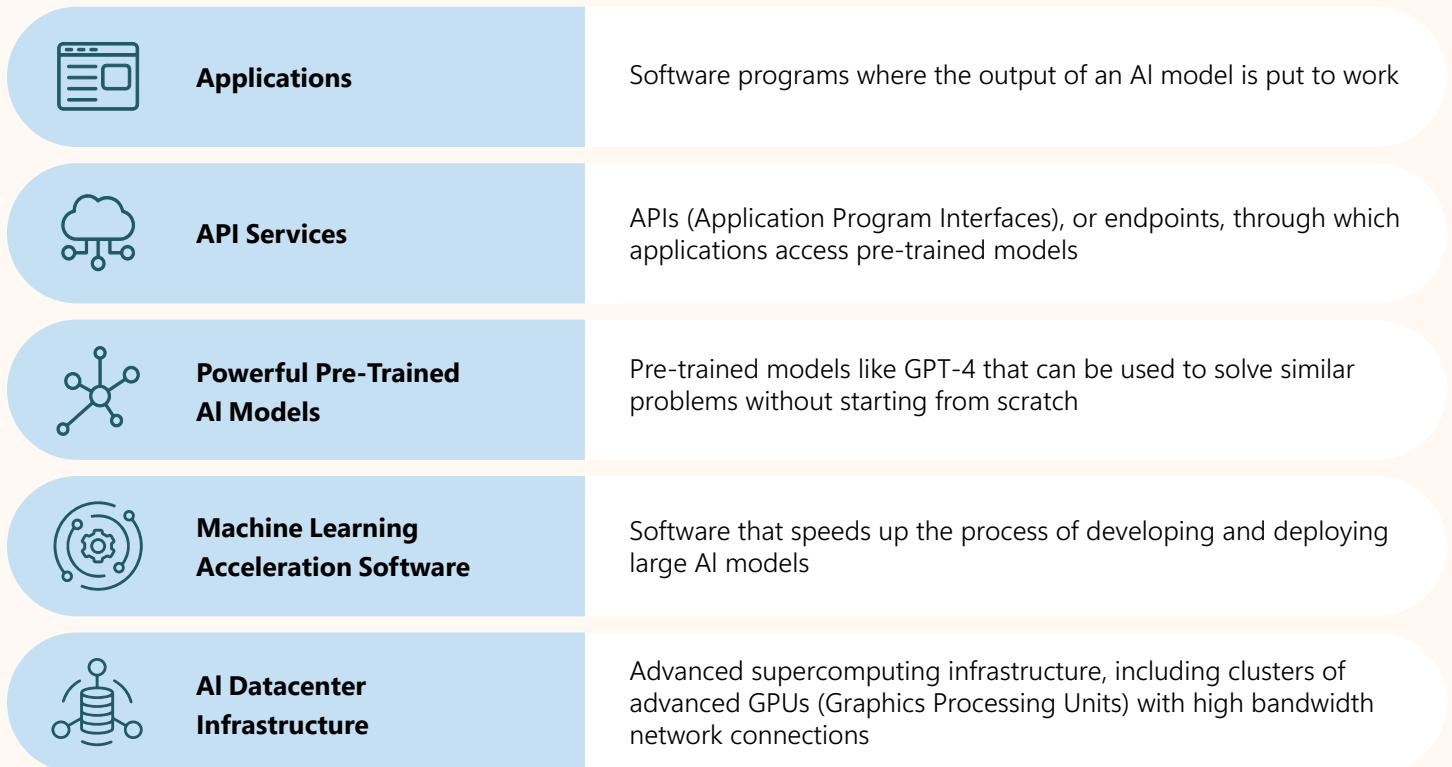 Applications
Software programs where the output of an AI model is put to work
API Services
APIs (Application Program Interfaces), or endpoints, through which
applications access pre-trained models
Powerful Pre-Trained
AI Models
Pre-trained models like GPT-4 that can be used to solve similar
problems without starting from scratch
Machine Learning
Acceleration Software
Software that speeds up the process of developing and deploying
large AI models
AI Datacenter
Infrastructure
Advanced supercomputing infrastructure, including clusters of
advanced GPUs (Graphics Processing Units) with high bandwidth
network connections